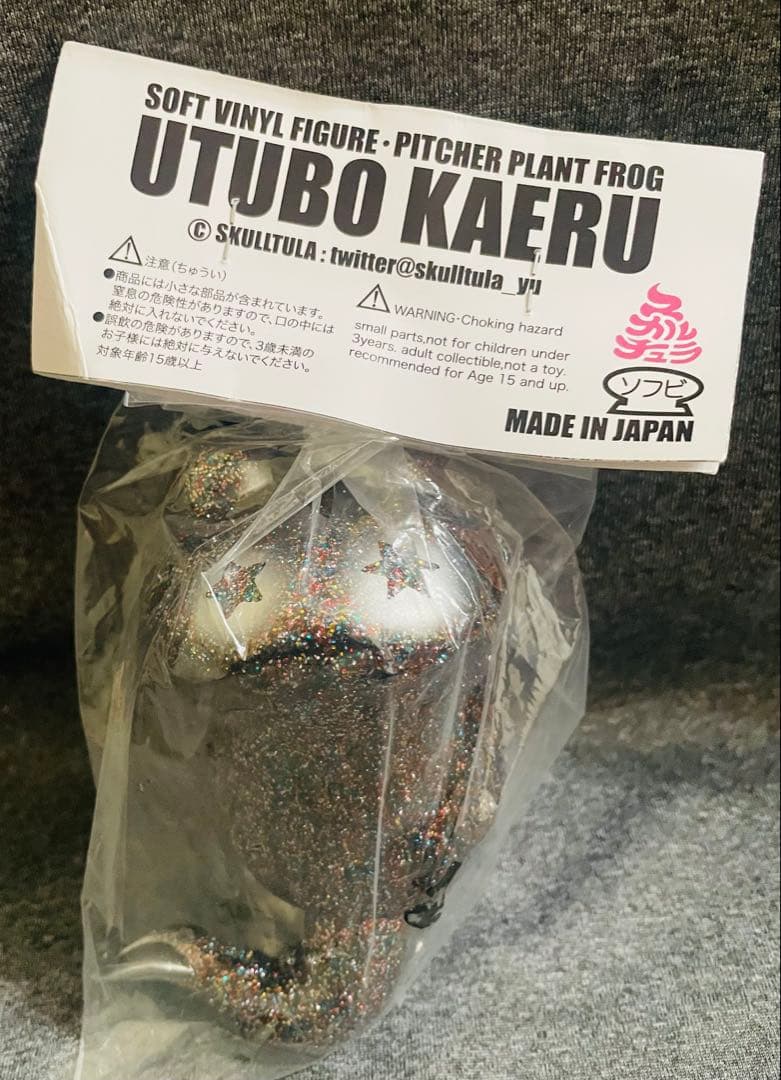 SOFT VINYL FIGURE・PITCHER PLANT FROG
UTUBO KAERU
© SKULLTULA : twitter@skulltula_yu
注意(ちゅうい)
●商品には小さな部品が含まれています。
窒息の危険性がありますので、口の中には
絶対に入れないでください。
●誤飲の危険がありますので、3歳未満の
お子様には絶対に与えないでください。
対象年齢15歳以上
WARNING-Choking hazard
small parts,not for children under
3years. adult collectible,not a toy.
recommended for Age 15 and up.
スカルチュラ
ソフビ
MADE IN JAPAN